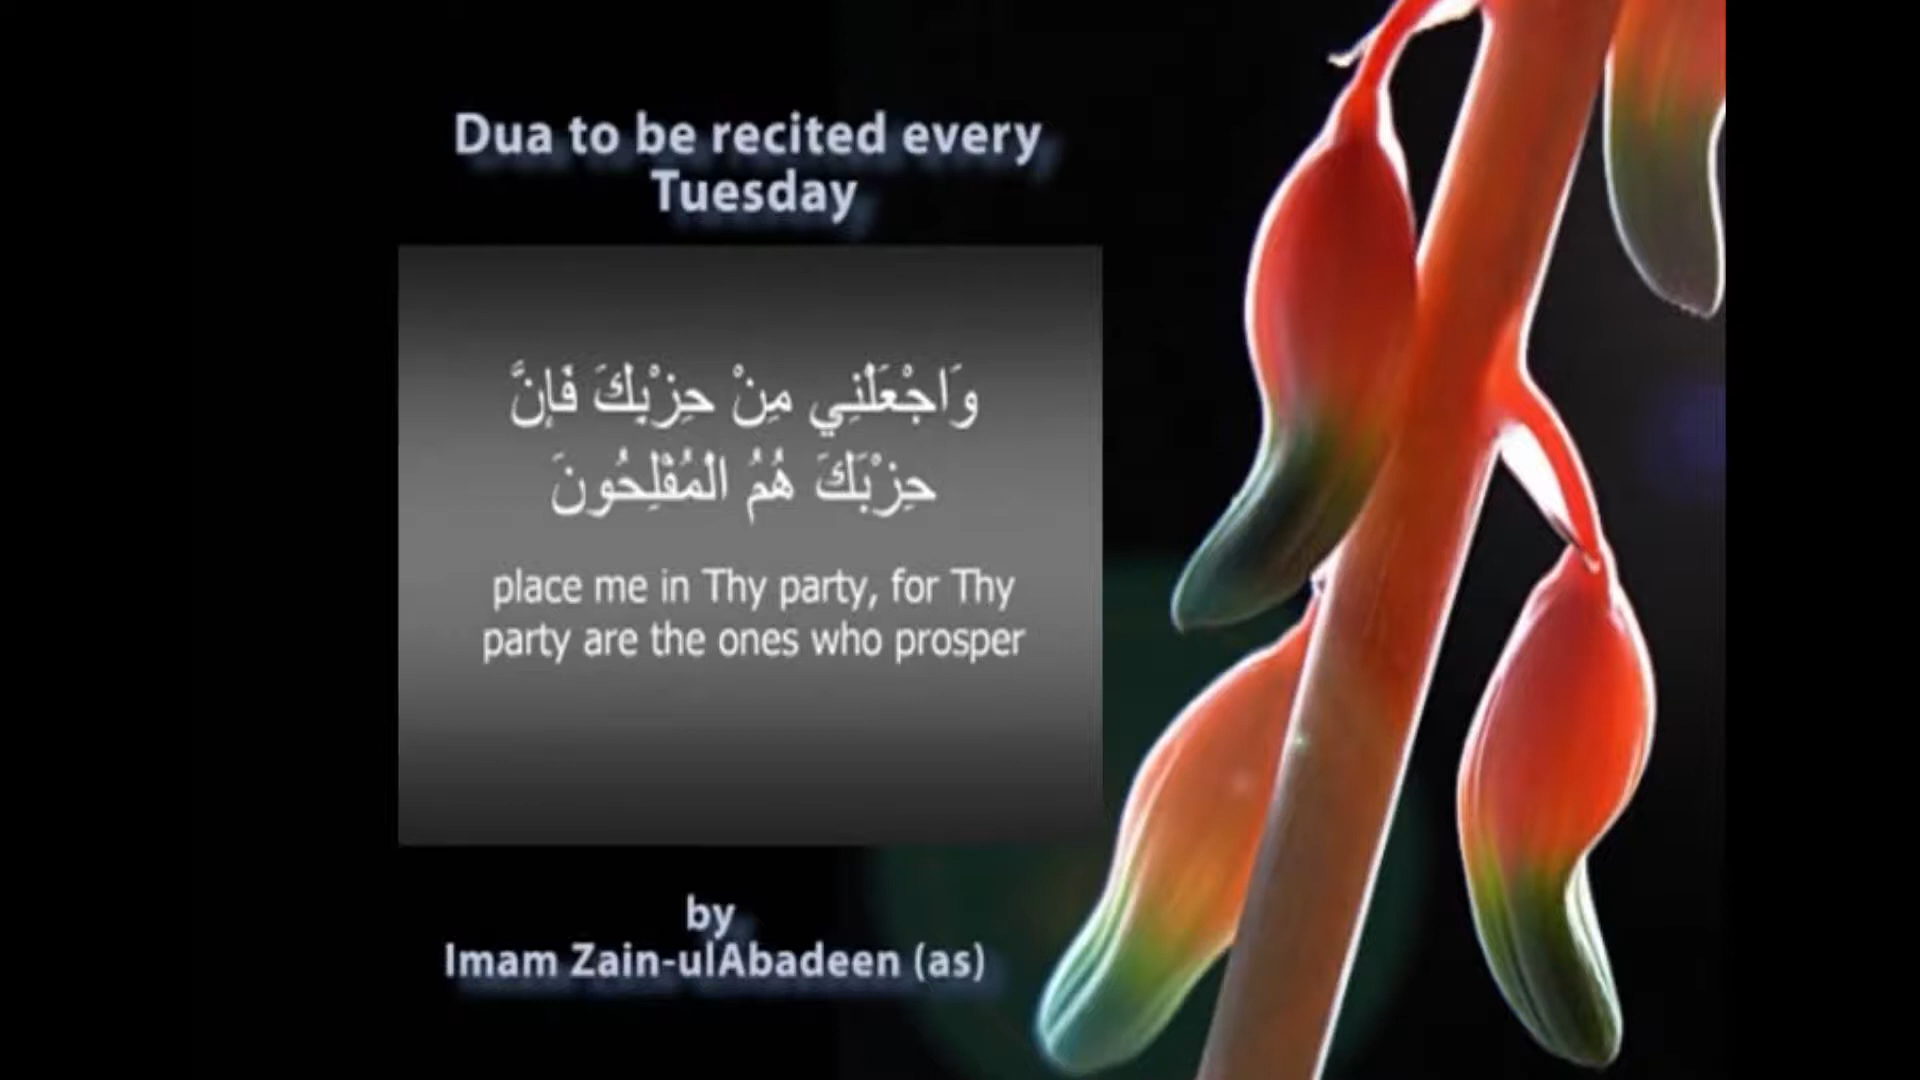 Dua to be recited every
Tuesday
وَاجْعَلْنِي مِنْ حِزْبِكَ فَإِنَّ
حِزْبَكَ هُمُ الْمُفْلِحُونَ
place me in Thy party, for Thy
party are the ones who prosper
by
Imam Zain-ulAbadeen (as)